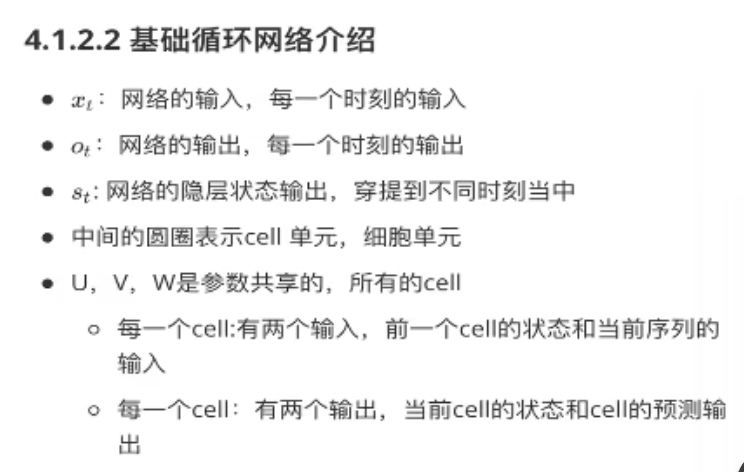 4.1.2.2 基础循环网络介绍
• xₜ：网络的输入，每一个时刻的输入
• oₜ：网络的输出，每一个时刻的输出
• sₜ: 网络的隐层状态输出，穿提到不同时刻当中
• 中间的圆圈表示cell 单元，细胞单元
• U，V，W是参数共享的，所有的cell
◦ 每一个cell:有两个输入，前一个cell的状态和当前序列的
输入
◦ 每一个cell：有两个输出，当前cell的状态和cell的预测输
出